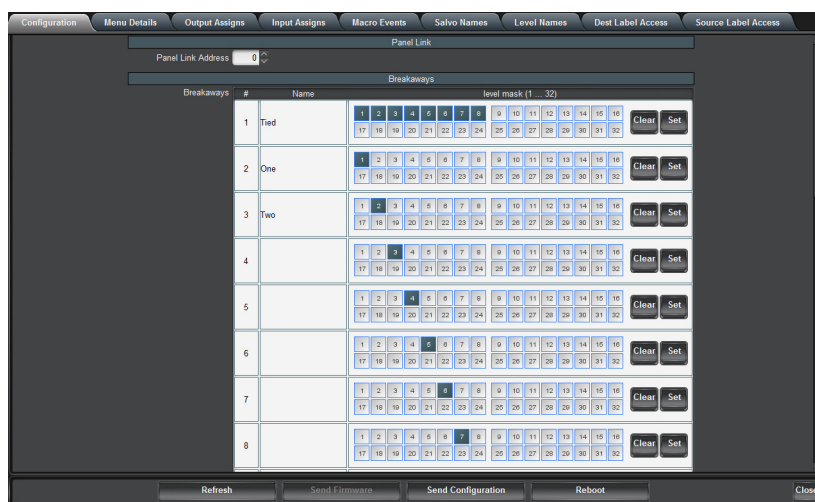 Configuration Menu Details Output Assigns Input Assigns Macro Events Salvo Names Level Names Dest Label Access Source Label Access
Panel Link
Panel Link Address 0
Breakaways
Breakaways # Name level mask (1 ... 32)
1 2 3 4 5 6 7 8 9 10 11 12 13 14 15 16
1 Tied Clear Set
17 18 19 20 21 22 23 24 25 26 27 28 29 30 31 32
1 2 3 4 5 6 7 8 9 10 11 12 13 14 15 16
2 One Clear Set
17 18 19 20 21 22 23 24 25 26 27 28 29 30 31 32
1 2 3 4 5 6 7 8 9 10 11 12 13 14 15 16
3 Two Clear Set
17 18 19 20 21 22 23 24 25 26 27 28 29 30 31 32
1 2 3 4 5 6 7 8 9 10 11 12 13 14 15 16
4 Clear Set
17 18 19 20 21 22 23 24 25 26 27 28 29 30 31 32
1 2 3 4 5 6 7 8 9 10 11 12 13 14 15 16
5 Clear Set
17 18 19 20 21 22 23 24 25 26 27 28 29 30 31 32
1 2 3 4 5 6 7 8 9 10 11 12 13 14 15 16
6 Clear Set
17 18 19 20 21 22 23 24 25 26 27 28 29 30 31 32
1 2 3 4 5 6 7 8 9 10 11 12 13 14 15 16
7 Clear Set
17 18 19 20 21 22 23 24 25 26 27 28 29 30 31 32
1 2 3 4 5 6 7 8 9 10 11 12 13 14 15 16
8 Clear Set
17 18 19 20 21 22 23 24 25 26 27 28 29 30 31 32
Refresh Send Firmware Send Configuration Reboot Close